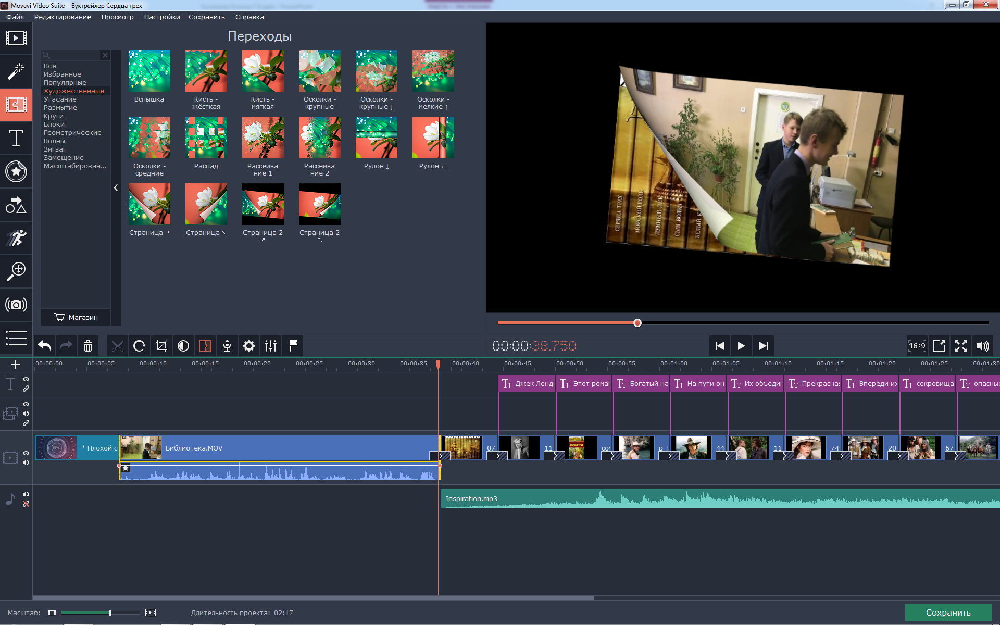 Movavi Video Suite – Буктрейлер Сердца трех
Файл Редактирование Просмотр Настройки Сохранить Справка
Переходы
Все
Избранное
Популярные
Художественные
Угасание
Размытие
Круги
Блоки
Геометрические
Волны
Зигзаг
Замещение
Масштабирован...
Магазин
Вспышка
Кисть -
жёсткая
Кисть -
мягкая
Осколки -
крупные
Осколки -
крупные ↓
Осколки -
мелкие ↑
Осколки -
средние
Распад
Рассеива
ние 1
Рассеива
ние 2
Рулон ↓
Рулон ←
Страница ↗
Страница ↖
Страница 2
↗
Страница 2
↖
СЕРДЦА ТРЕХ
МОРСКОЙ ВОЛК
ЛУННЫЙ ЛИК
СЫН ВОЛКА
БЕЛЫЙ К
00:00:38.750
16:9
00:00:00 00:00:05 00:00:10 00:00:15 00:00:20 00:00:25 00:00:30 00:00:35 00:00:40 00:00:45 00:00:50 00:00:55 00:01:00 00:01:05 00:01:10 00:01:15 00:01:20 00:01:25 00:01:30
Джек Лонд Этот роман Богатый на На пути он Их объедин Прекрасная Впереди их сокровища опасные
88%
* Плохой с
Библиотека.MOV
07 11 co 44 11 74 20 67
Inspiration.mp3
Масштаб:
Длительность проекта: 02:17
Сохранить